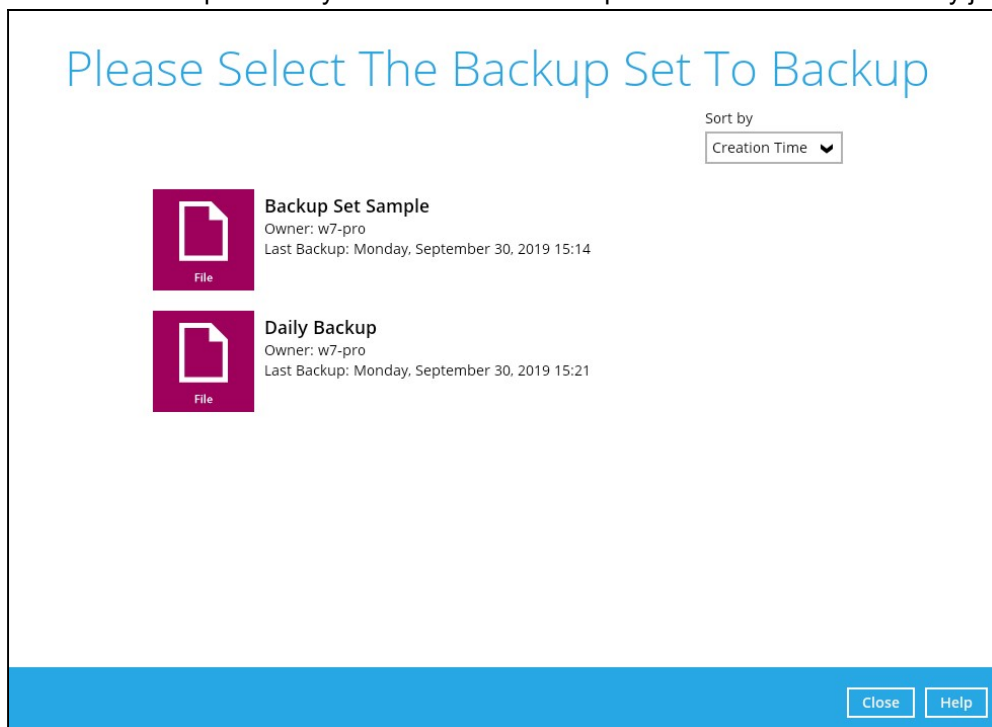 Please Select The Backup Set To Backup
Sort by
Creation Time
Backup Set Sample
Owner: w7-pro
Last Backup: Monday, September 30, 2019 15:14
File
Daily Backup
Owner: w7-pro
Last Backup: Monday, September 30, 2019 15:21
File
Close Help